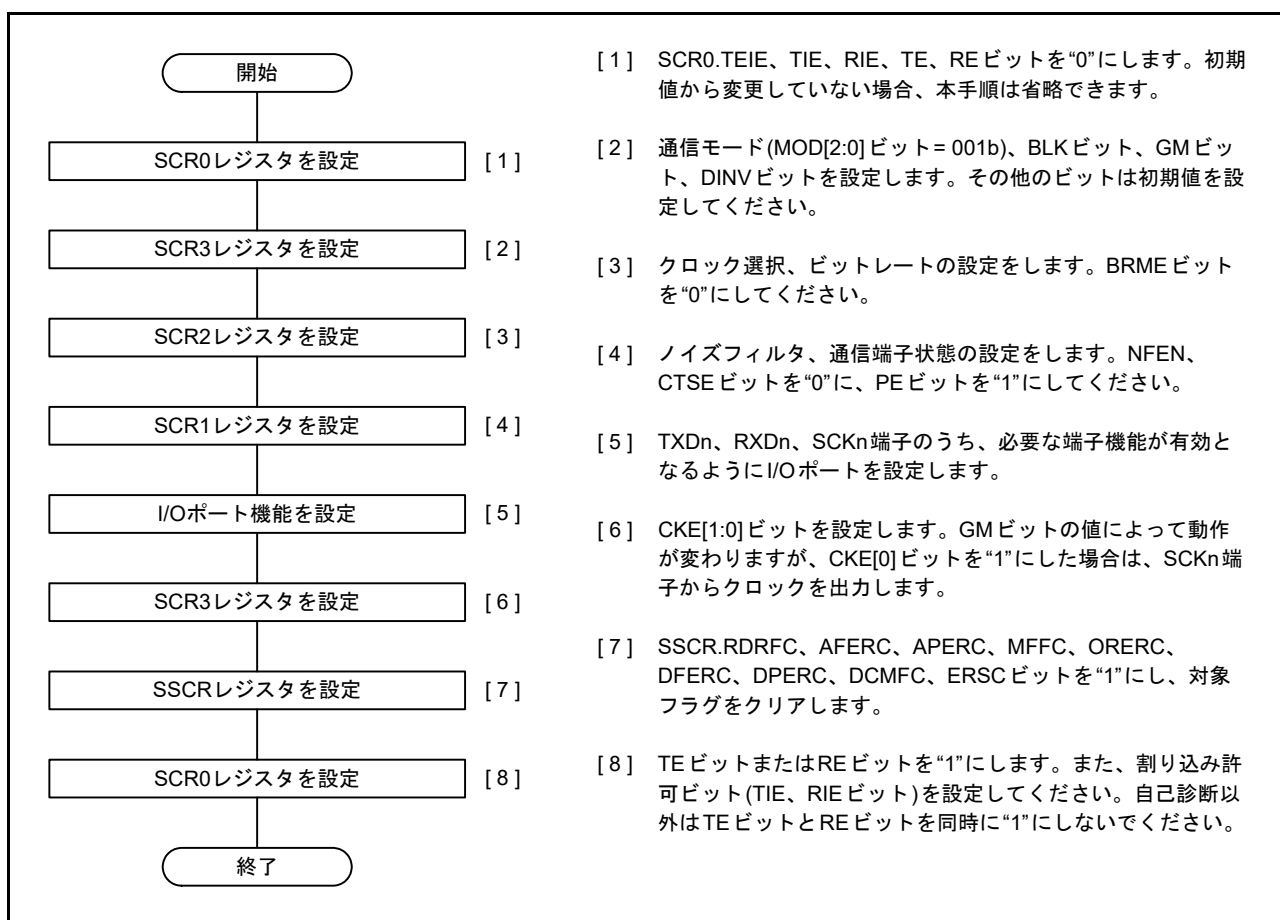 開始
SCR0レジスタを設定 [ 1 ]
SCR3レジスタを設定 [ 2 ]
SCR2レジスタを設定 [ 3 ]
SCR1レジスタを設定 [ 4 ]
I/Oポート機能を設定 [ 5 ]
SCR3レジスタを設定 [ 6 ]
SSCRレジスタを設定 [ 7 ]
SCR0レジスタを設定 [ 8 ]
終了
[ 1 ] SCR0.TEIE、TIE、RIE、TE、REビットを“0”にします。初期
値から変更していない場合、本手順は省略できます。
[ 2 ] 通信モード(MOD[2:0]ビット= 001b)、BLKビット、GMビッ
ト、DINVビットを設定します。その他のビットは初期値を設
定してください。
[ 3 ] クロック選択、ビットレートの設定をします。BRMEビット
を“0”にしてください。
[ 4 ] ノイズフィルタ、通信端子状態の設定をします。NFEN、
CTSEビットを“0”に、PEビットを“1”にしてください。
[ 5 ] TXDn、RXDn、SCKn端子のうち、必要な端子機能が有効と
なるようにI/Oポートを設定します。
[ 6 ] CKE[1:0]ビットを設定します。GMビットの値によって動作
が変わりますが、CKE[0]ビットを“1”にした場合は、SCKn端
子からクロックを出力します。
[ 7 ] SSCR.RDRFC、AFERC、APERC、MFFC、ORERC、
DFERC、DPERC、DCMFC、ERSCビットを“1”にし、対象
フラグをクリアします。
[ 8 ] TEビットまたはREビットを“1”にします。また、割り込み許
可ビット(TIE、RIEビット)を設定してください。自己診断以
外はTEビットとREビットを同時に“1”にしないでください。